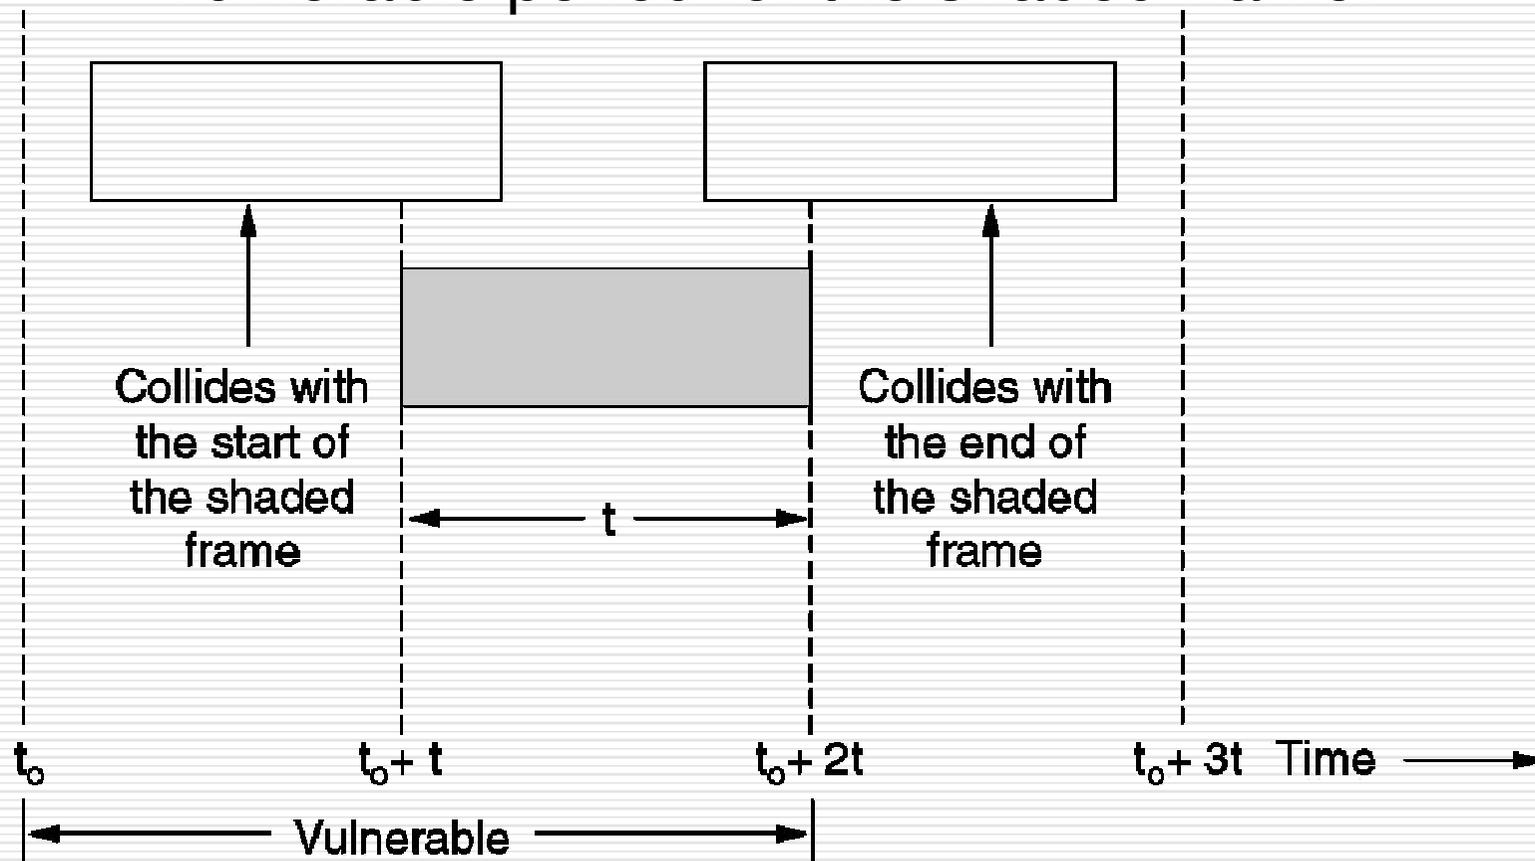 Collides with
the start of
the shaded
frame
t
Collides with
the end of
the shaded
frame
t₀
t₀+ t
t₀+ 2t
t₀+ 3t
Time
Vulnerable